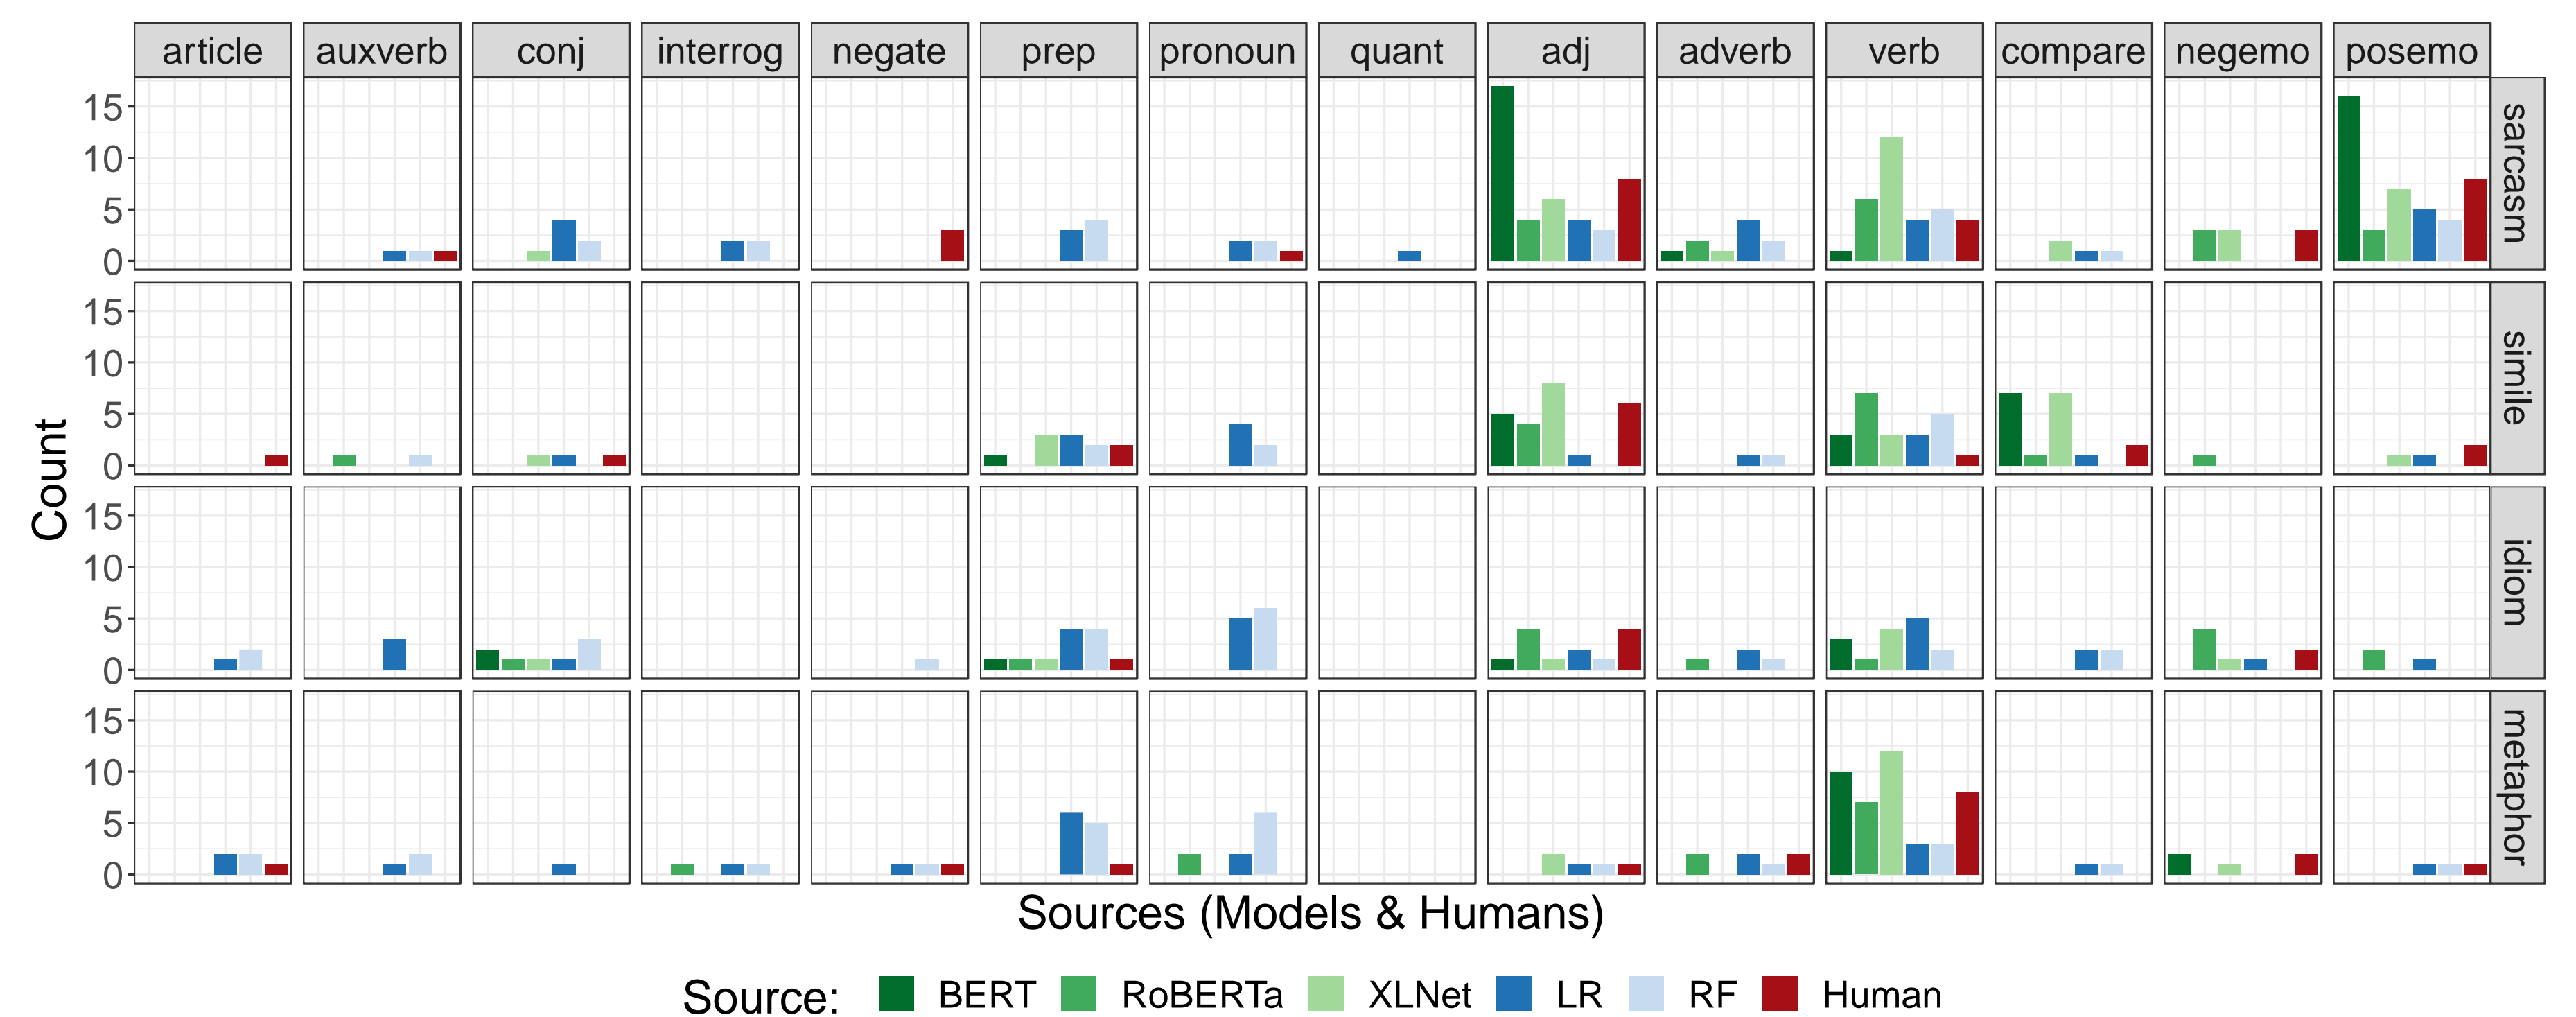 article auxverb conj interrog negate prep pronoun quant adj adverb verb compare negemo posemo
15
10
5
0
sarcasm
15
10
5
0
simile
Count
15
10
5
0
idiom
15
10
5
0
metaphor
Sources (Models & Humans)
Source: BERT RoBERTa XLNet LR RF Human